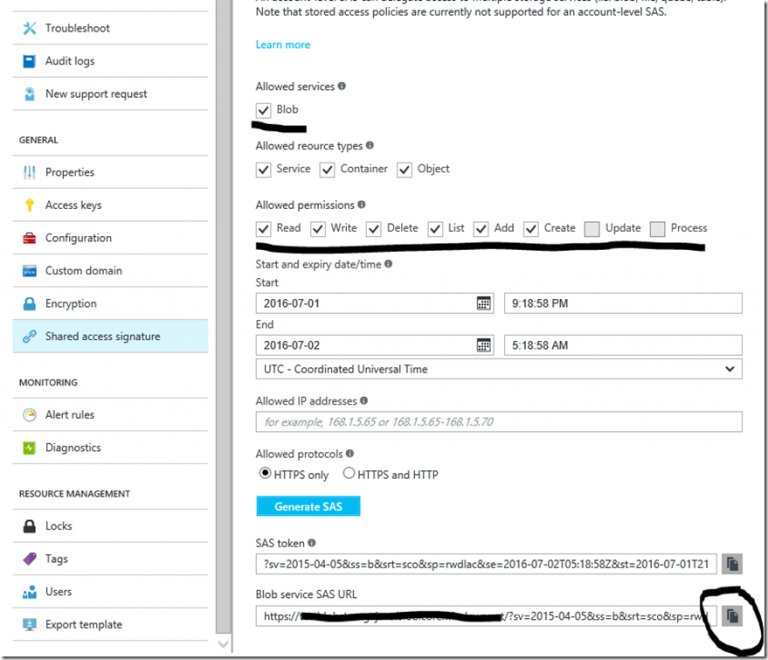 Troubleshoot
Audit logs
New support request
GENERAL
Properties
Access keys
Configuration
Custom domain
Encryption
Shared access signature
MONITORING
Alert rules
Diagnostics
RESOURCE MANAGEMENT
Locks
Tags
Users
Export template
Note that stored access policies are currently not supported for an account-level SAS.
Learn more
Allowed services
Blob
Allowed reource types
Service Container Object
Allowed permissions
Read Write Delete List Add Create Update Process
Start and expiry date/time
Start
2016-07-01 9:18:58 PM
End
2016-07-02 5:18:58 AM
UTC - Coordinated Universal Time
Allowed IP addresses
for example, 168.1.5.65 or 168.1.5.65-168.1.5.70
Allowed protocols
HTTPS only HTTPS and HTTP
Generate SAS
SAS token
?sv=2015-04-05&ss=b&srt=sco&sp=rwdlac&se=2016-07-02T05:18:58Z&st=2016-07-01T21
Blob service SAS URL
https:/ /?sv=2015-04-05&ss=b&srt=sco&sp=rwd